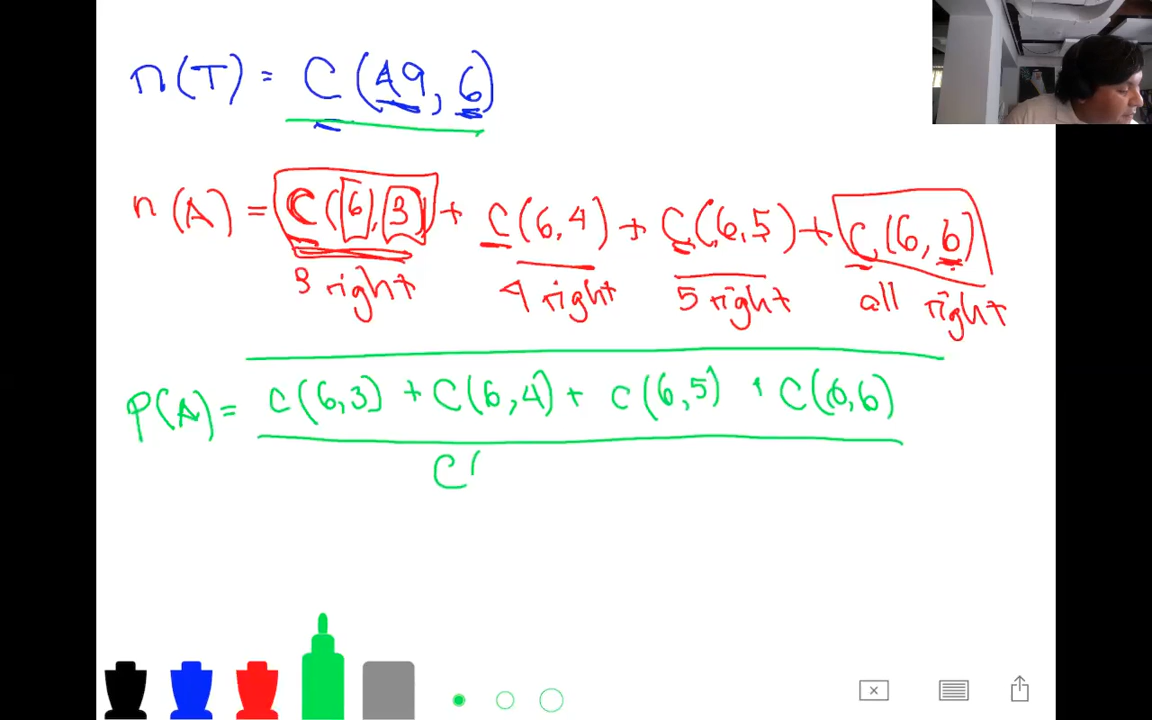 n(T) = C(49, 6)
n(A) = C(6,3) + C(6,4) + C(6,5) + C(6,6)
3 right 4 right 5 right all right
P(A) = C(6,3) + C(6,4) + C(6,5) + C(6,6)
C(